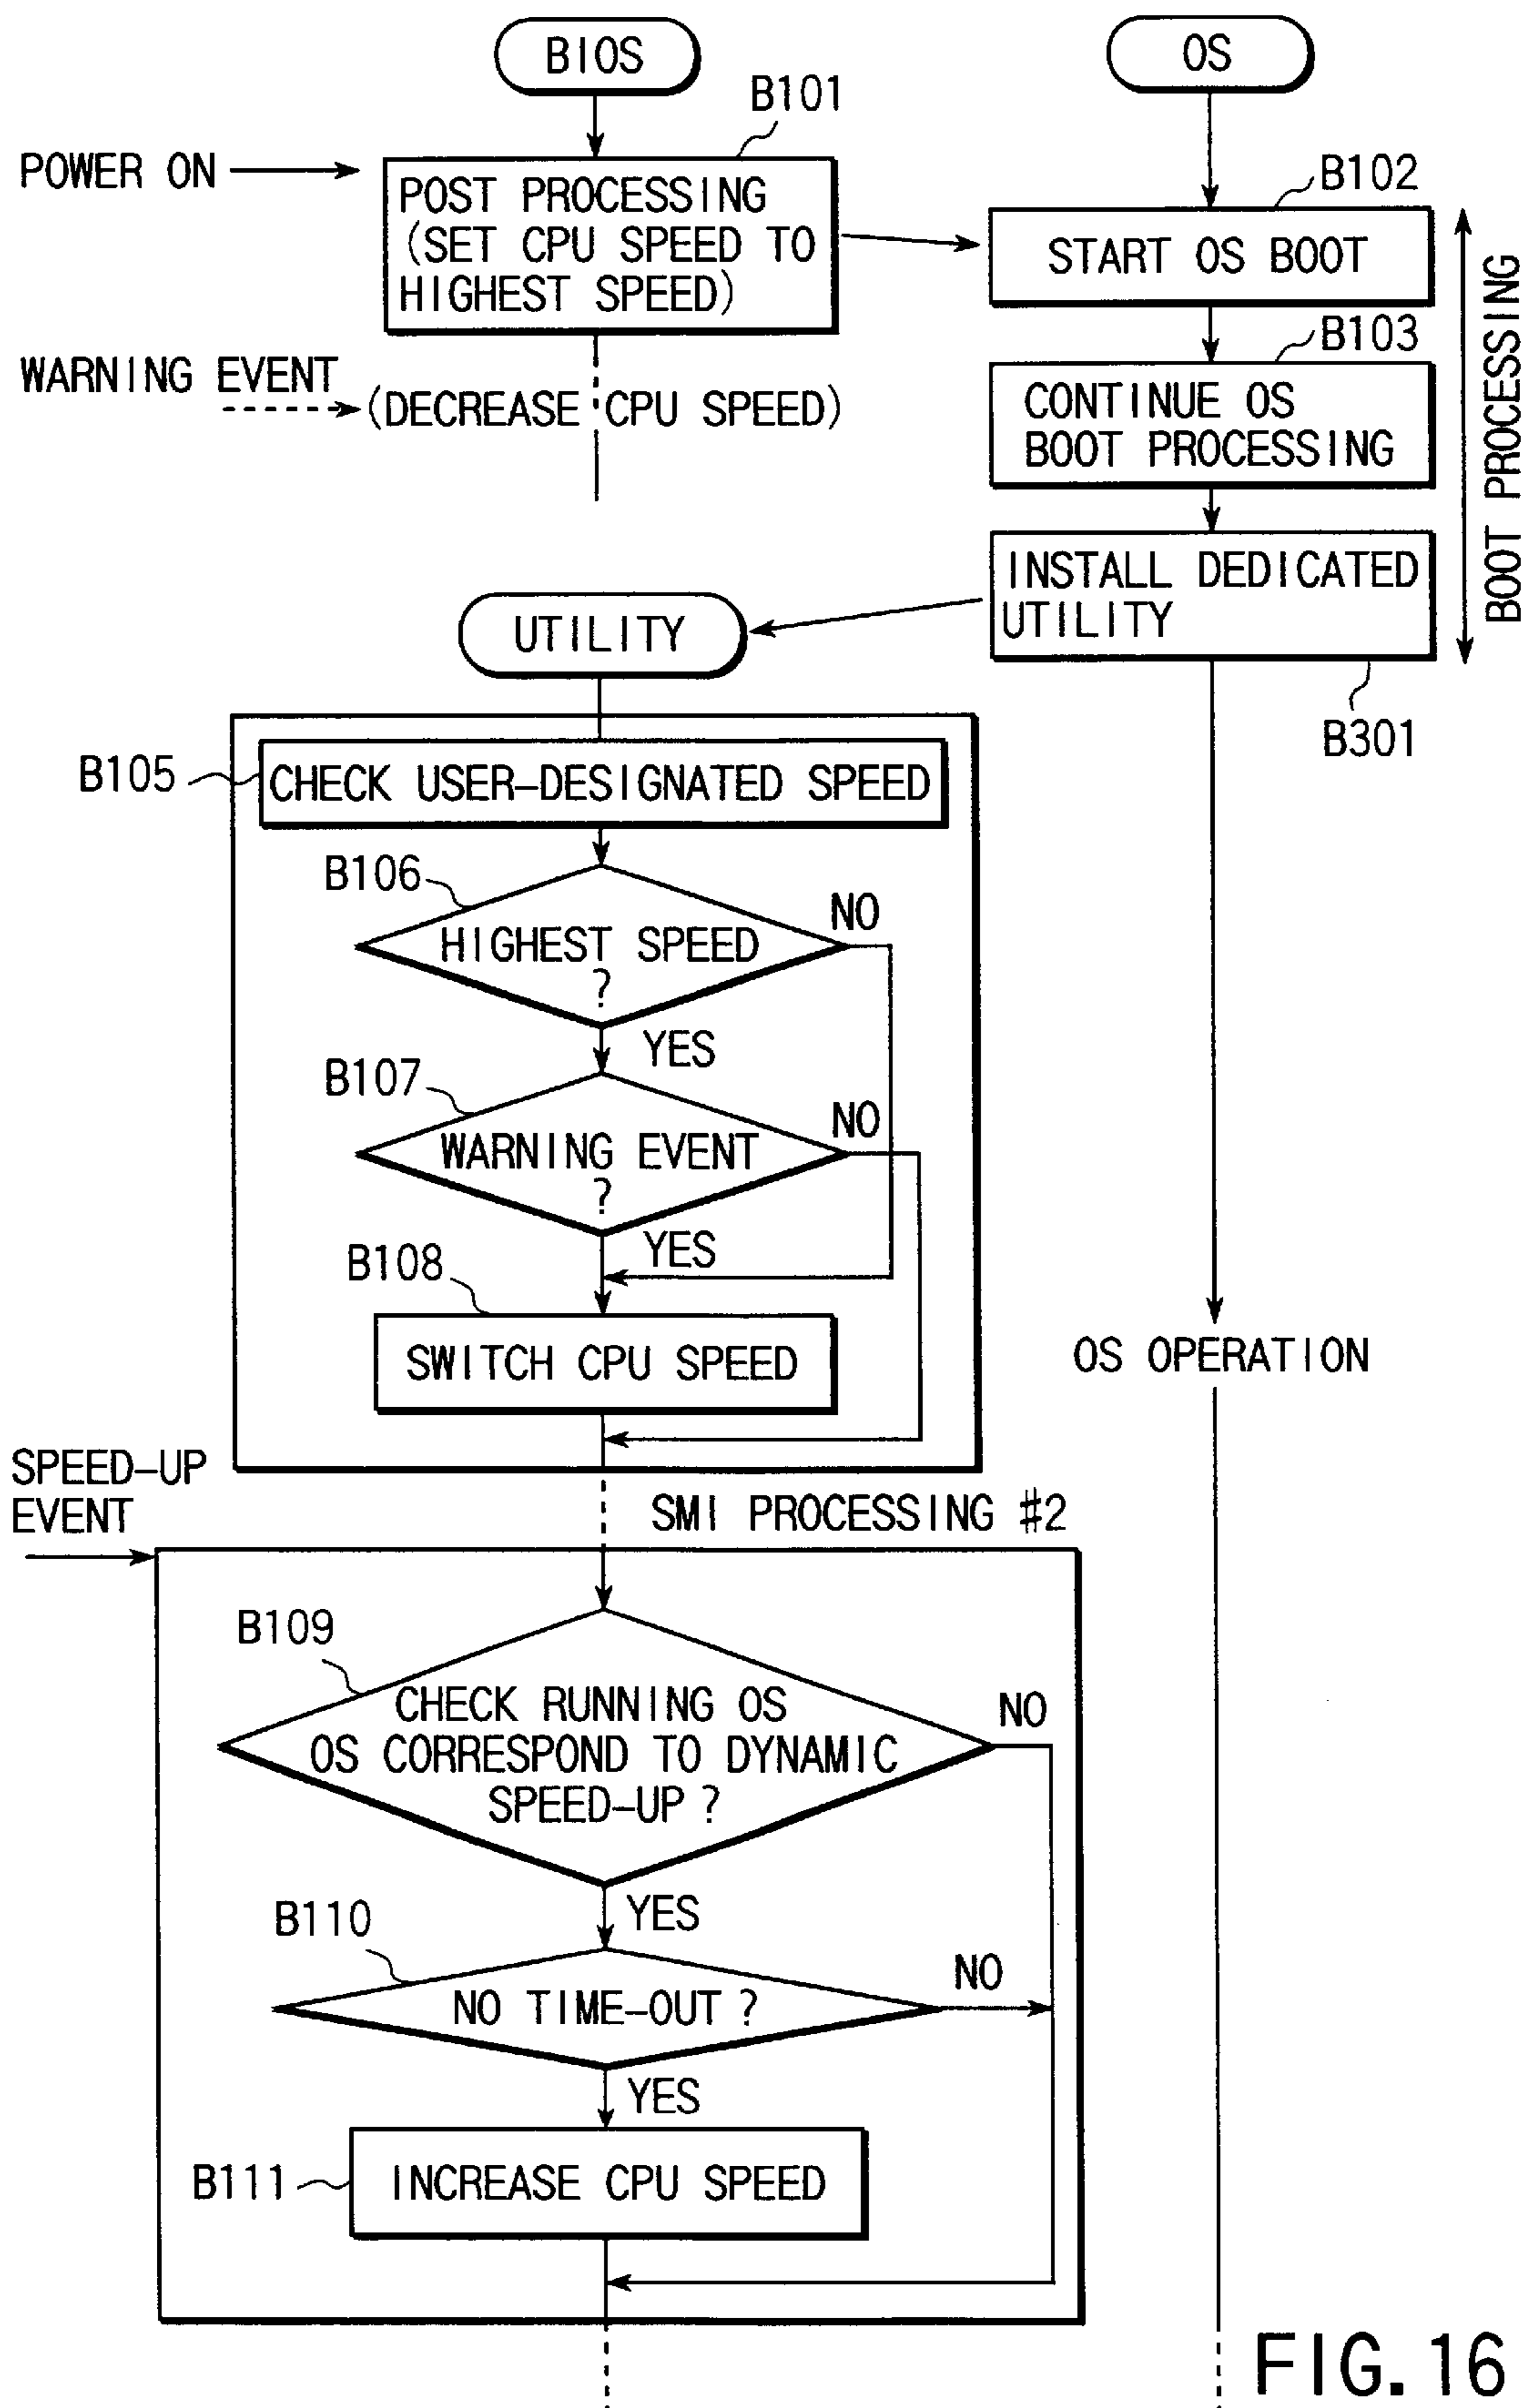 BIOS
OS
B101
POWER ON
POST PROCESSING
(SET CPU SPEED TO
HIGHEST SPEED)
B102
START OS BOOT
B103
WARNING EVENT
(DECREASE CPU SPEED)
CONTINUE OS
BOOT PROCESSING
BOOT PROCESSING
INSTALL DEDICATED
UTILITY
UTILITY
B301
B105
CHECK USER-DESIGNATED SPEED
B106
NO
HIGHEST SPEED
?
YES
B107
NO
WARNING EVENT
?
YES
B108
SWITCH CPU SPEED
OS OPERATION
SPEED-UP
EVENT
SMI PROCESSING #2
B109
CHECK RUNNING OS
OS CORRESPOND TO DYNAMIC
SPEED-UP ?
NO
YES
B110
NO TIME-OUT ?
NO
YES
B111
INCREASE CPU SPEED
FIG. 16